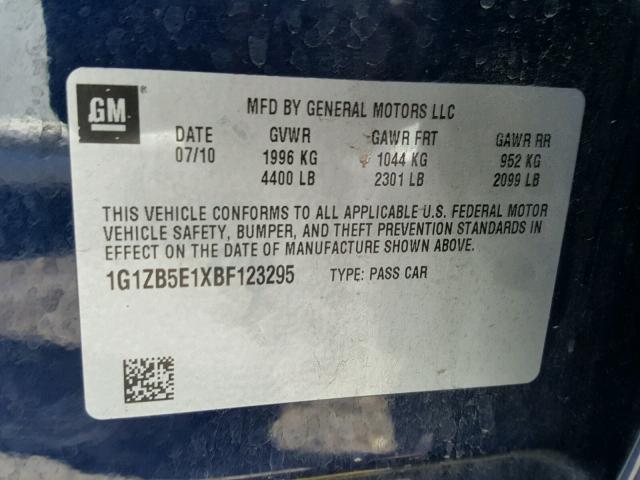 GM
MFD BY GENERAL MOTORS LLC
DATE GVWR GAWR FRT GAWR RR
07/10 1996 KG 1044 KG 952 KG
4400 LB 2301 LB 2099 LB
THIS VEHICLE CONFORMS TO ALL APPLICABLE U.S. FEDERAL MOTOR
VEHICLE SAFETY, BUMPER, AND THEFT PREVENTION STANDARDS IN
EFFECT ON THE DATE OF MANUFACTURE SHOWN ABOVE.
1G1ZB5E1XBF123295 TYPE: PASS CAR